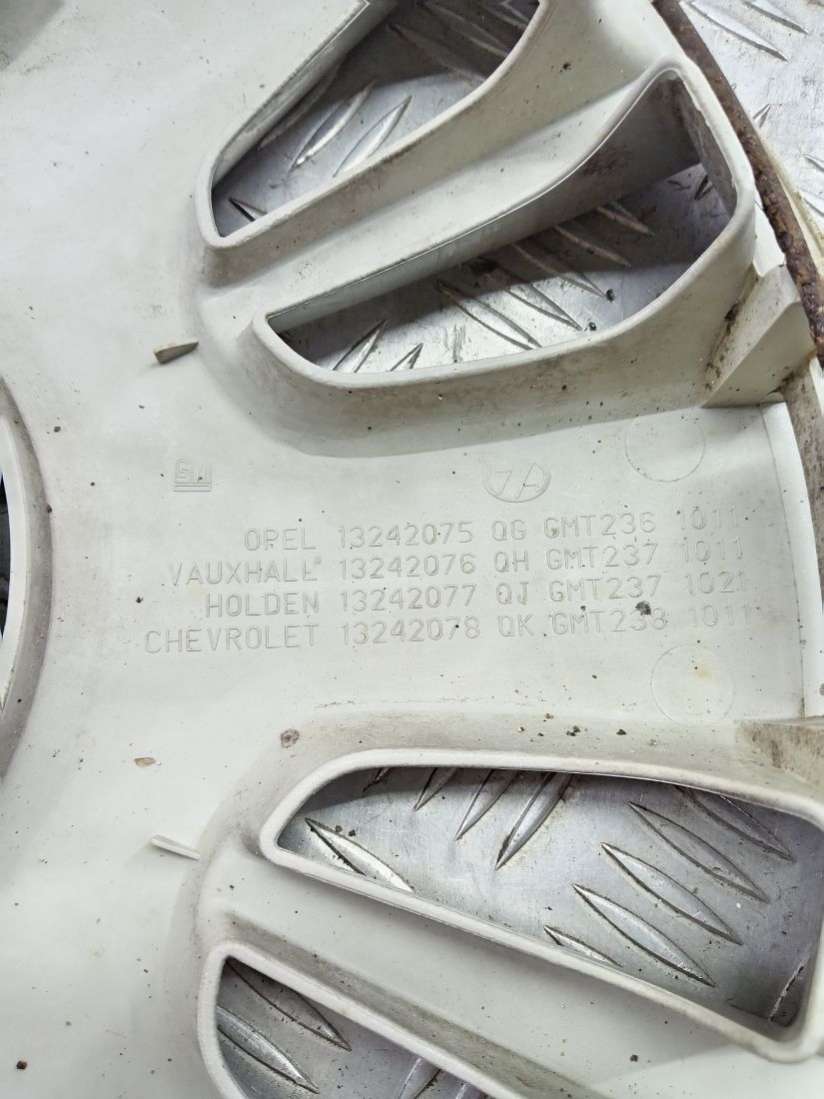 GM
7A
OPEL 13242075 QG GMT236 1011
VAUXHALL 13242076 QH GMT237 1011
HOLDEN 13242077 QJ GMT237 1021
CHEVROLET 13242078 QK GMT238 1011